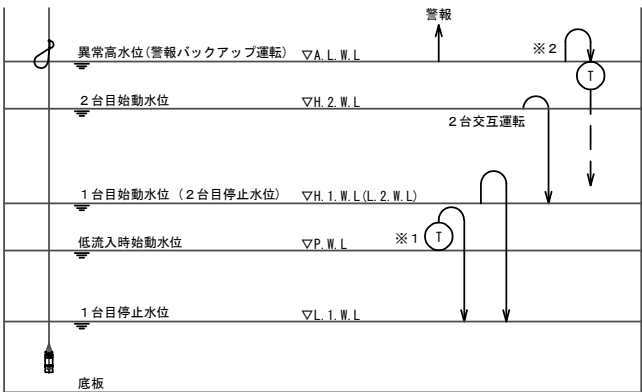 警報
異常高水位(警報バックアップ運転) ▽A.L.W.L
※2
T
2台目始動水位 ▽H.2.W.L
2台交互運転
1台目始動水位(2台目停止水位) ▽H.1.W.L(L.2.W.L)
※1 T
低流入時始動水位 ▽P.W.L
1台目停止水位 ▽L.1.W.L
底板